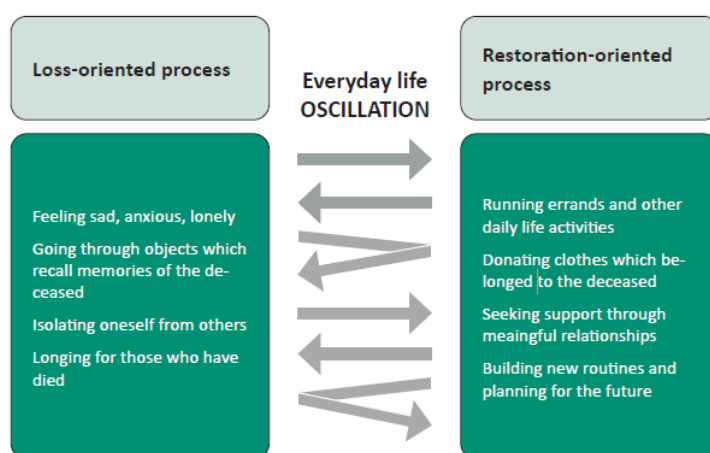 Loss-oriented process
Everyday life
OSCILLATION
Restoration-oriented
process
Feeling sad, anxious, lonely
Going through objects which
recall memories of the de-
ceased
Isolating oneself from others
Longing for those who have
died
Running errands and other
daily life activities
Donating clothes which be-
longed to the deceased
Seeking support through
meaningful relationships
Building new routines and
planning for the future